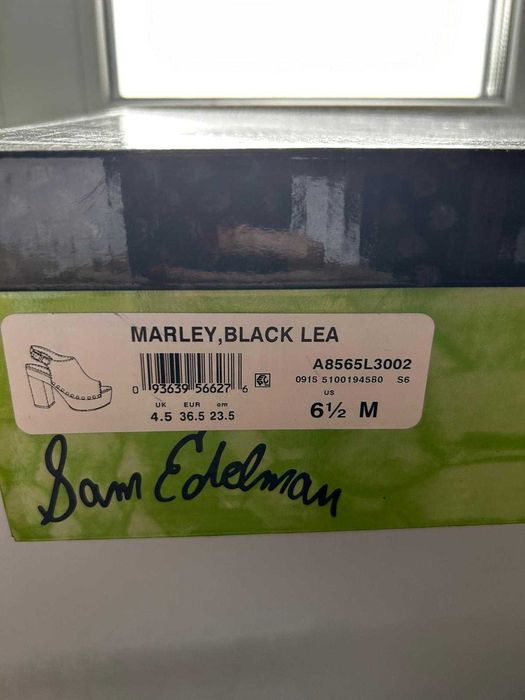 MARLEY,BLACK LEA
A8565L3002
0 93639 56627 6
0915 5100194580 S6
UK EUR cm
4.5 36.5 23.5
US
6½ M
Sam Edelman